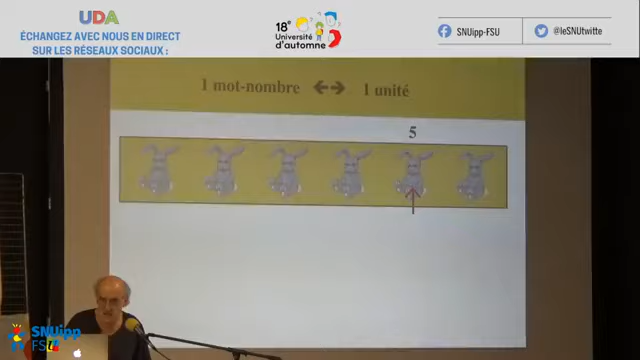 UDA
ÉCHANGEZ AVEC NOUS EN DIRECT
SUR LES RÉSEAUX SOCIAUX :
18e
Université
d'automne
SNUipp-FSU
@leSNUtwitte
1 mot-nombre ↔ 1 unité
5
SNUipp
FSU